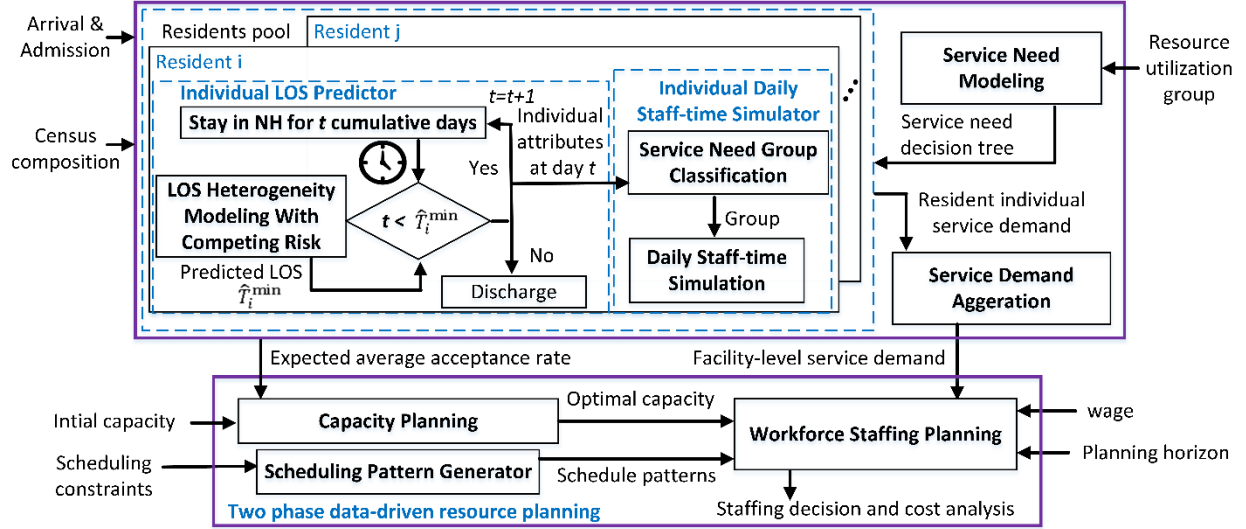 Arrival &
Admission
Census
composition
Residents pool
Resident j
Resident i
Individual LOS Predictor
t=t+1
Stay in NH for t cumulative days
Individual
attributes
at day t
Yes
LOS Heterogeneity
Modeling With
Competing Risk
t < T̂ᵢᵐⁱⁿ
No
Predicted LOS
T̂ᵢᵐⁱⁿ
Discharge
Individual Daily
Staff-time Simulator
Service Need Group
Classification
Group
Daily Staff-time
Simulation
Service Need
Modeling
Resource
utilization
group
Service need
decision tree
Resident individual
service demand
Service Demand
Aggeration
Expected average acceptance rate
Facility-level service demand
Intial capacity
Capacity Planning
Optimal capacity
Workforce Staffing Planning
wage
Planning horizon
Scheduling
constraints
Scheduling Pattern Generator
Schedule patterns
Two phase data-driven resource planning
Staffing decision and cost analysis